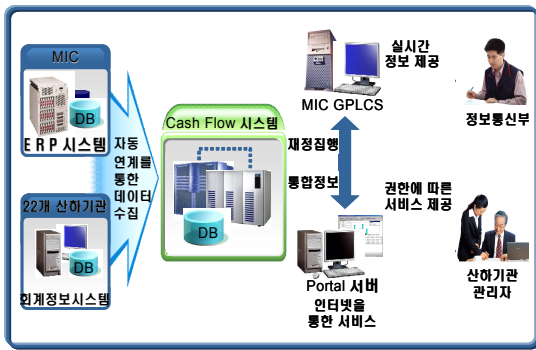 MIC
DB
ERP 시스템
22개 산하기관
DB
회계정보시스템
자동
연계를
통한
데이터
수집
Cash Flow 시스템
DB
MIC GPLCS
재정집행
통합정보
Portal 서버
인터넷을
통한 서비스
실시간
정보 제공
정보통신부
권한에 따른
서비스 제공
산하기관
관리자